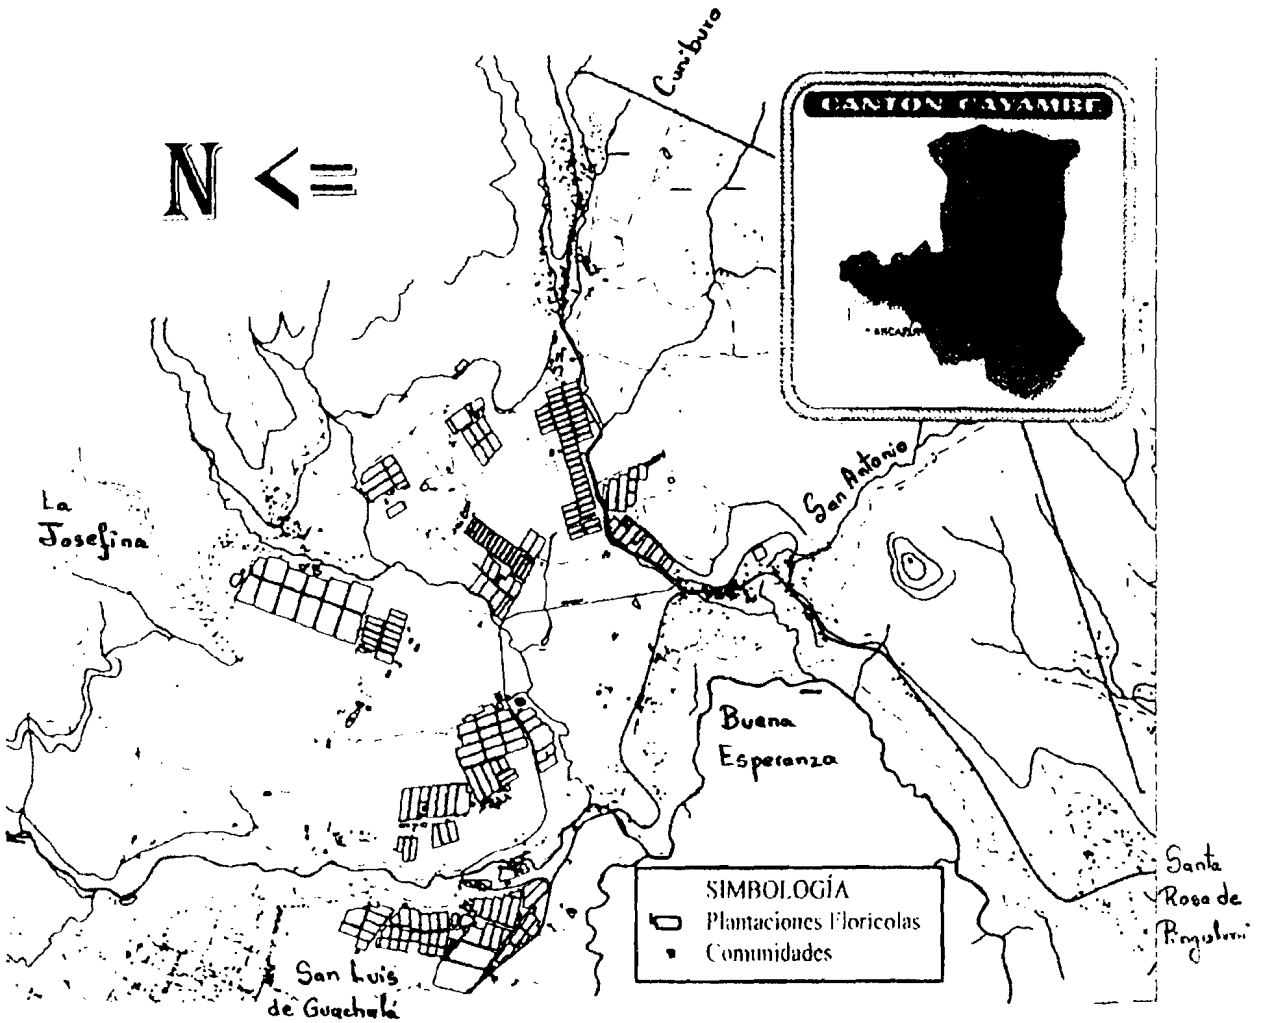 Cuniburo
CANTON CAYAMBE
N <=
San Antonio
La
Josefina
Buena
Esperanza
SIMBOLOGÍA
Plantaciones Florícolas
Comunidades
Santa
Rosa de
San Luis
de Guachalá